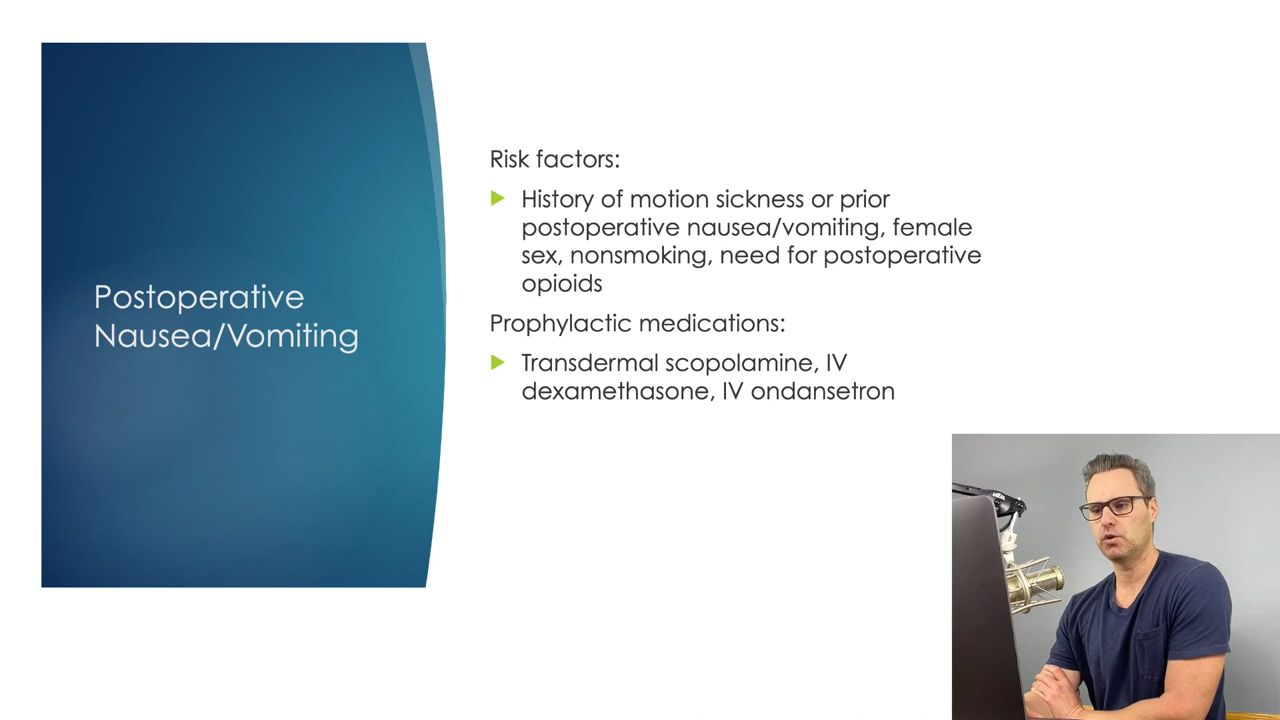 Postoperative
Nausea/Vomiting
Risk factors:
History of motion sickness or prior
postoperative nausea/vomiting, female
sex, nonsmoking, need for postoperative
opioids
Prophylactic medications:
Transdermal scopolamine, IV
dexamethasone, IV ondansetron